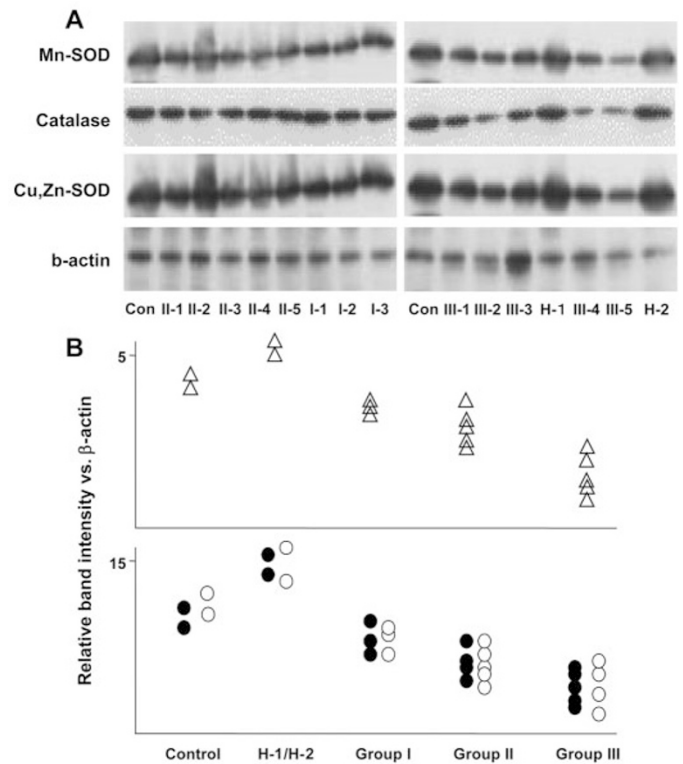 A
Mn-SOD
Catalase
Cu,Zn-SOD
b-actin
Con II-1 II-2 II-3 II-4 II-5 I-1 I-2 I-3 Con III-1 III-2 III-3 H-1 III-4 III-5 H-2
B
Relative band intensity vs. β-actin
5
15
Control H-1/H-2 Group I Group II Group III